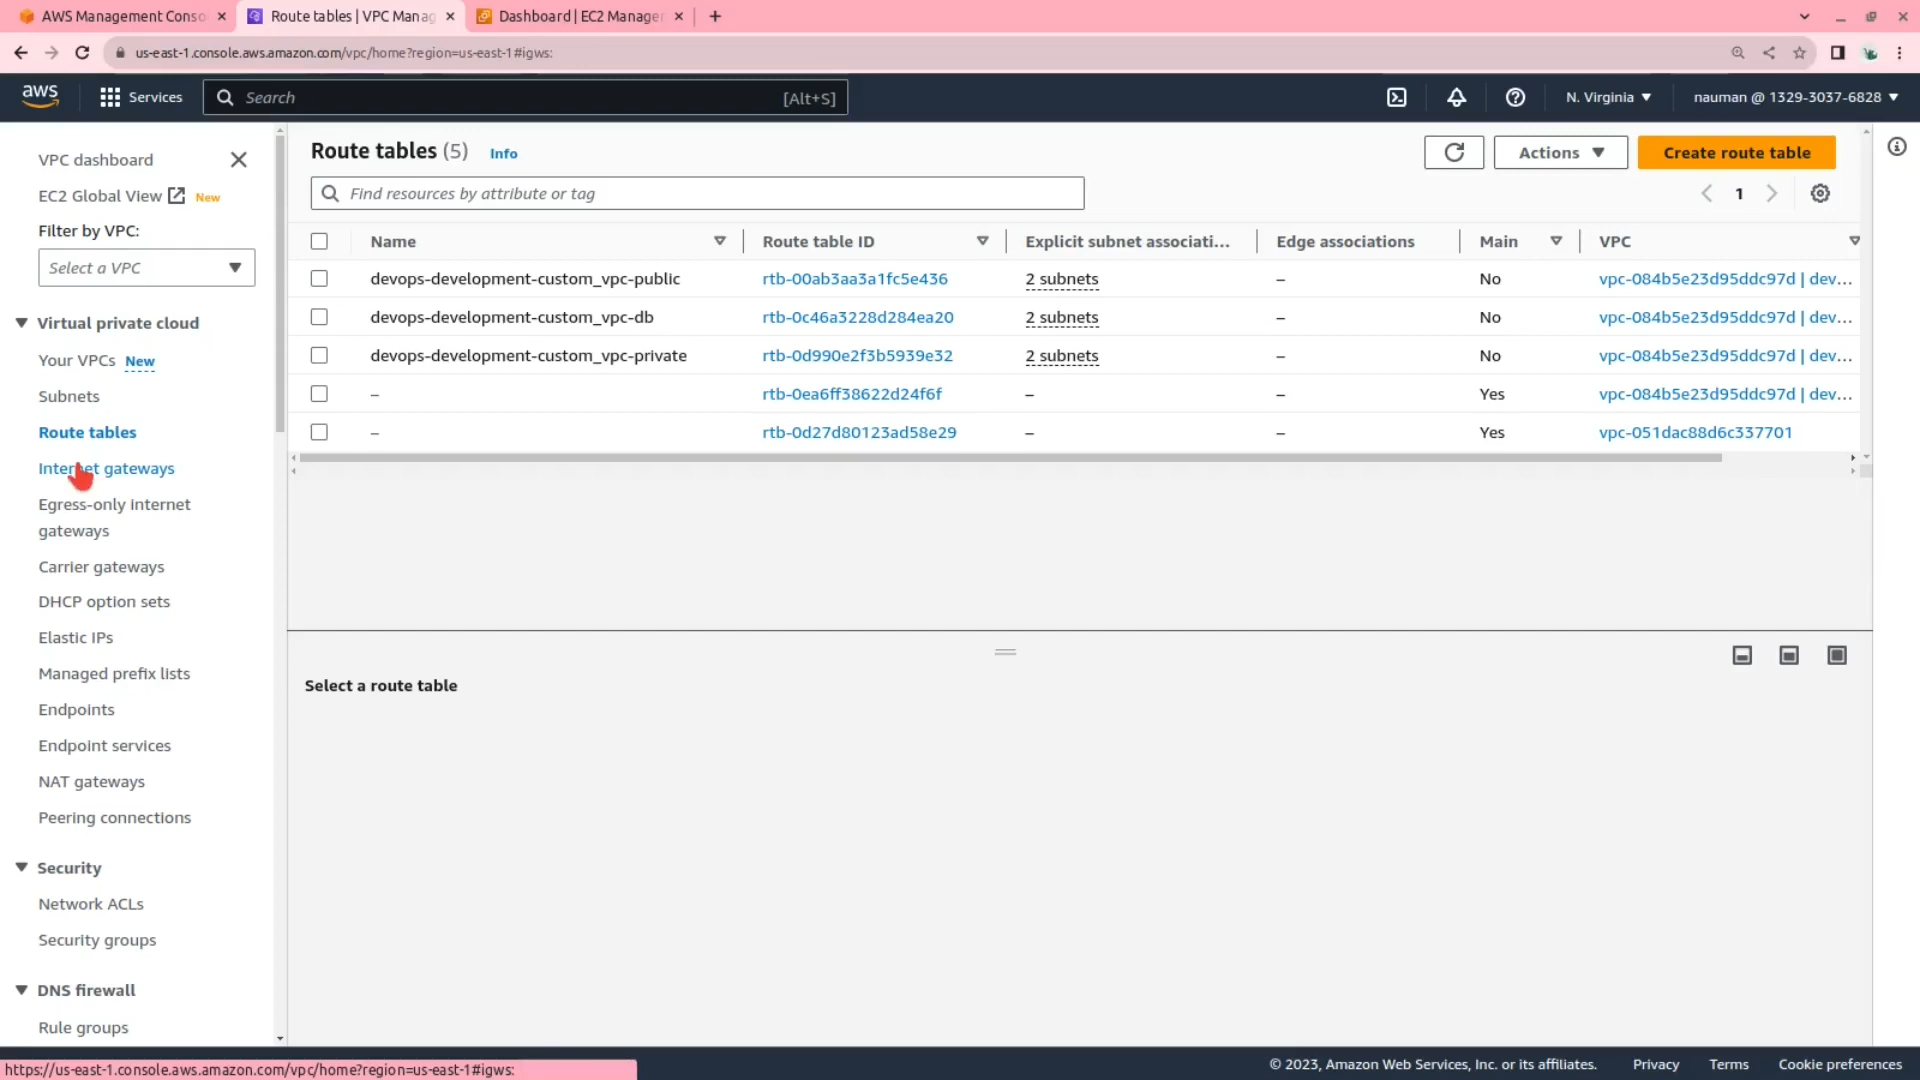 AWS Management Conso
Route tables | VPC Manag
Dashboard | EC2 Manager
us-east-1.console.aws.amazon.com/vpc/home?region=us-east-1#igws:
aws
Services
Search
[Alt+S]
N. Virginia
nauman @ 1329-3037-6828
VPC dashboard
EC2 Global View
New
Filter by VPC:
Select a VPC
Virtual private cloud
Your VPCs New
Subnets
Route tables
Internet gateways
Egress-only internet
gateways
Carrier gateways
DHCP option sets
Elastic IPs
Managed prefix lists
Endpoints
Endpoint services
NAT gateways
Peering connections
Security
Network ACLs
Security groups
DNS firewall
Rule groups
Route tables (5) Info
Actions
Create route table
Find resources by attribute or tag
1
Name Route table ID Explicit subnet associati... Edge associations Main VPC
devops-development-custom_vpc-public rtb-00ab3aa3a1fc5e436 2 subnets – No vpc-084b5e23d95ddc97d | dev...
devops-development-custom_vpc-db rtb-0c46a3228d284ea20 2 subnets – No vpc-084b5e23d95ddc97d | dev...
devops-development-custom_vpc-private rtb-0d990e2f3b5939e32 2 subnets – No vpc-084b5e23d95ddc97d | dev...
– rtb-0ea6ff38622d24f6f – – Yes vpc-084b5e23d95ddc97d | dev...
– rtb-0d27d80123ad58e29 – – Yes vpc-051dac88d6c337701
Select a route table
https://us-east-1.console.aws.amazon.com/vpc/home?region=us-east-1#igws:
© 2023, Amazon Web Services, Inc. or its affiliates.
Privacy
Terms
Cookie preferences